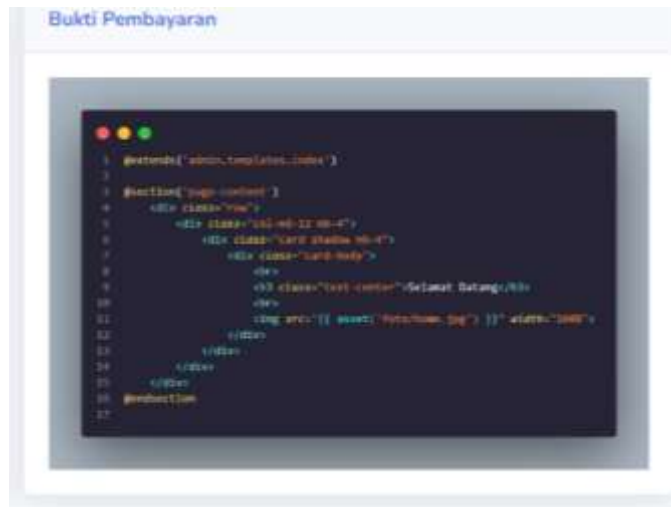 Bukti Pembayaran
1 @extends('admin.templates.index')
2
3 @section('page-content')
4 <div class="row">
5 <div class="col-md-12 mb-4">
6 <div class="card shadow mb-4">
7 <div class="card-body">
8 <br>
9 <h3 class="text-center">Selamat Datang</h3>
10 <br>
11 <img src="{{ asset('foto/home.jpg') }}" width="100%">
12 </div>
13 </div>
14 </div>
15 </div>
16 @endsection
17